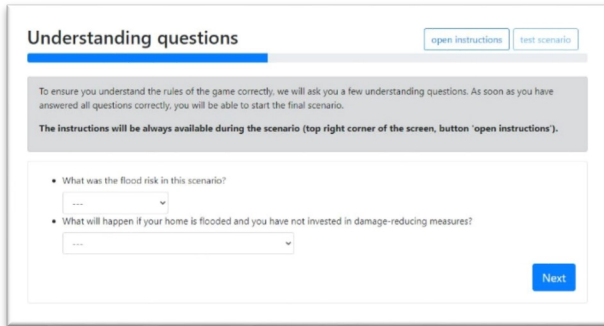 Understanding questions
open instructions
test scenario
To ensure you understand the rules of the game correctly, we will ask you a few understanding questions. As soon as you have
answered all questions correctly, you will be able to start the final scenario.
The instructions will be always available during the scenario (top right corner of the screen, button 'open instructions').
• What was the flood risk in this scenario?
---
• What will happen if your home is flooded and you have not invested in damage-reducing measures?
---
Next